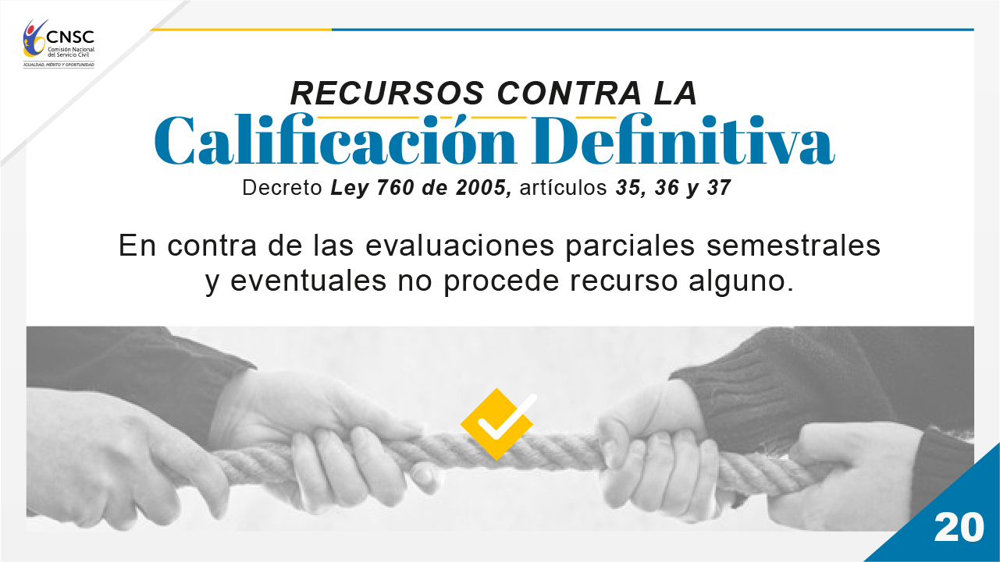 CNSC
Comisión Nacional
del Servicio Civil
IGUALDAD, MÉRITO Y OPORTUNIDAD
RECURSOS CONTRA LA
Calificación Definitiva
Decreto Ley 760 de 2005, artículos 35, 36 y 37
En contra de las evaluaciones parciales semestrales
y eventuales no procede recurso alguno.
20